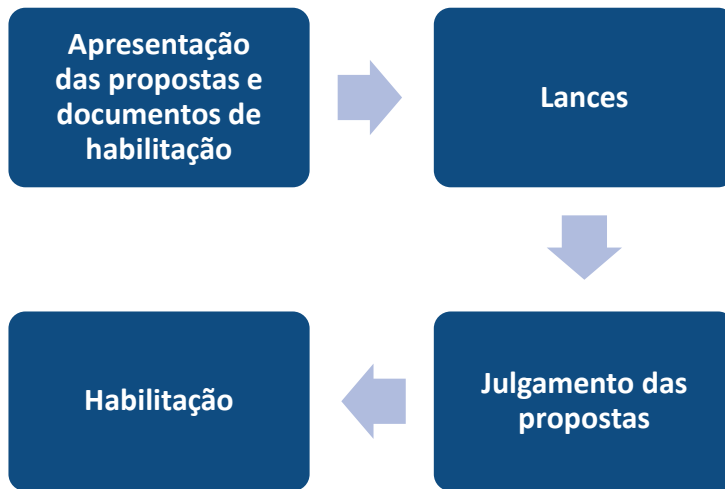 Apresentação
das propostas e
documentos de
habilitação
Lances
Julgamento das
propostas
Habilitação